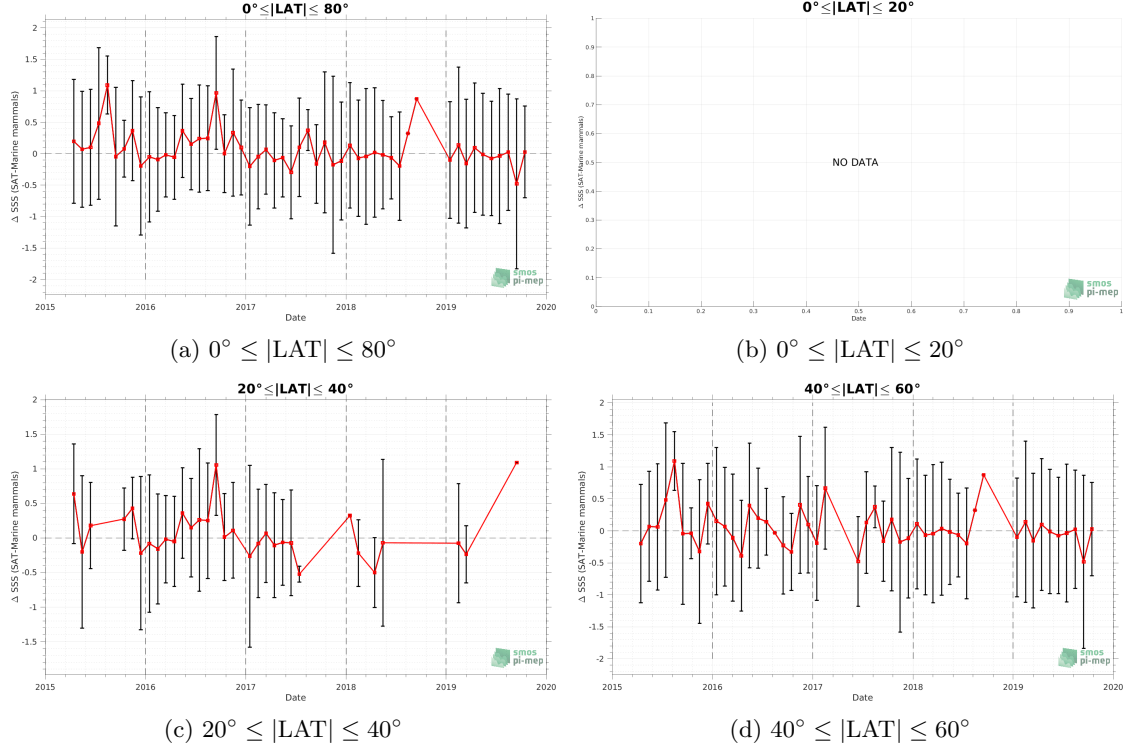 0°≤|LAT|≤ 80°
Δ SSS (SAT-Marine mammals)
2
1.5
1
0.5
0
-0.5
-1
-1.5
-2
smos
pi-mep
2015 2016 2017 2018 2019 2020
Date
(a) 0° ≤ |LAT| ≤ 80°
0°≤|LAT|≤ 20°
Δ SSS (SAT-Marine mammals)
1
0.9
0.8
0.7
0.6
0.5
0.4
0.3
0.2
0.1
0
NO DATA
smos
pi-mep
0 0.1 0.2 0.3 0.4 0.5 0.6 0.7 0.8 0.9 1
Date
(b) 0° ≤ |LAT| ≤ 20°
20°≤|LAT|≤ 40°
Δ SSS (SAT-Marine mammals)
2
1.5
1
0.5
0
-0.5
-1
-1.5
smos
pi-mep
2015 2016 2017 2018 2019 2020
Date
(c) 20° ≤ |LAT| ≤ 40°
40°≤|LAT|≤ 60°
Δ SSS (SAT-Marine mammals)
2
1.5
1
0.5
0
-0.5
-1
-1.5
-2
smos
pi-mep
2015 2016 2017 2018 2019 2020
Date
(d) 40° ≤ |LAT| ≤ 60°